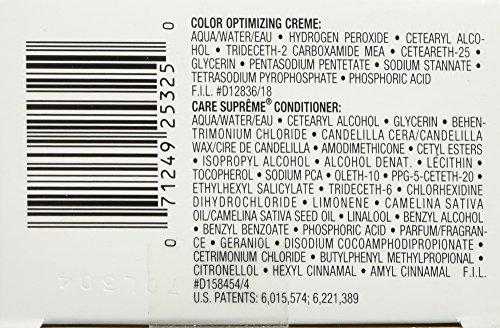 COLOR OPTIMIZING CREME:
AQUA/WATER/EAU • HYDROGEN PEROXIDE • CETEARYL ALCO-
HOL • TRIDECETH-2 CARBOXAMIDE MEA • CETEARETH-25 •
GLYCERIN • PENTASODIUM PENTETATE • SODIUM STANNATE •
TETRASODIUM PYROPHOSPHATE • PHOSPHORIC ACID
F.I.L. #D12836/18
CARE SUPRÊME® CONDITIONER:
AQUA/WATER/EAU • CETEARYL ALCOHOL • GLYCERIN • BEHEN-
TRIMONIUM CHLORIDE • CANDELILLA CERA/CANDELILLA
WAX/CIRE DE CANDELILLA • AMODIMETHICONE • CETYL ESTERS
• ISOPROPYL ALCOHOL • ALCOHOL DENAT. • LECITHIN •
TOCOPHEROL • SODIUM PCA • OLETH-10 • PPG-5-CETETH-20 •
ETHYLHEXYL SALICYLATE • TRIDECETH-6 • CHLORHEXIDINE
DIHYDROCHLORIDE • LIMONENE • CAMELINA SATIVA
OIL/CAMELINA SATIVA SEED OIL • LINALOOL • BENZYL ALCOHOL
• BENZYL BENZOATE • PHOSPHORIC ACID • PARFUM/FRAGRAN-
CE • GERANIOL • DISODIUM COCOAMPHODIPROPIONATE •
CETRIMONIUM CHLORIDE • BUTYLPHENYL METHYLPROPIONAL •
CITRONELLOL • HEXYL CINNAMAL • AMYL CINNAMAL F.I.L.
#D158454/4
U.S. PATENTS: 6,015,574; 6,221,389
0 71249 25325 0